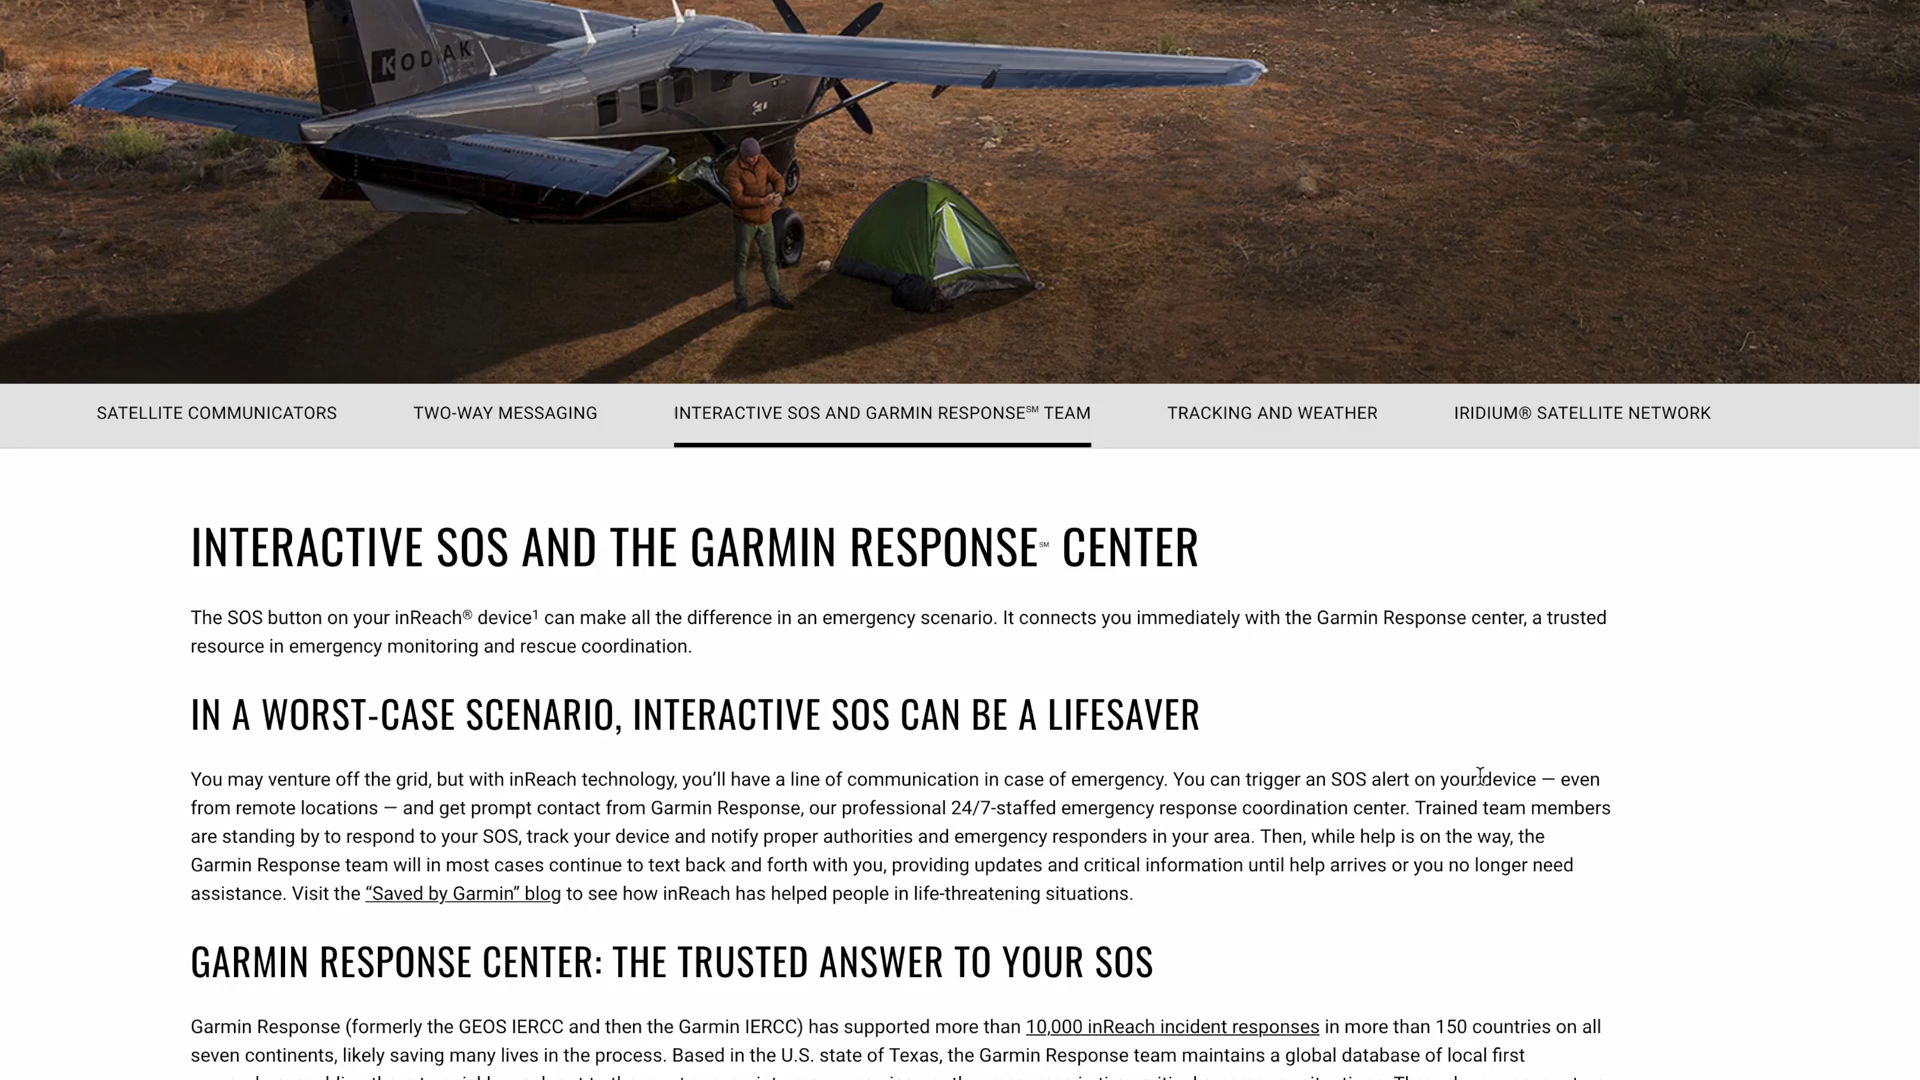 KODIAK
SATELLITE COMMUNICATORS
TWO-WAY MESSAGING
INTERACTIVE SOS AND GARMIN RESPONSE℠ TEAM
TRACKING AND WEATHER
IRIDIUM® SATELLITE NETWORK
INTERACTIVE SOS AND THE GARMIN RESPONSE℠ CENTER
The SOS button on your inReach® device¹ can make all the difference in an emergency scenario. It connects you immediately with the Garmin Response center, a trusted
resource in emergency monitoring and rescue coordination.
IN A WORST-CASE SCENARIO, INTERACTIVE SOS CAN BE A LIFESAVER
You may venture off the grid, but with inReach technology, you’ll have a line of communication in case of emergency. You can trigger an SOS alert on your device — even
from remote locations — and get prompt contact from Garmin Response, our professional 24/7-staffed emergency response coordination center. Trained team members
are standing by to respond to your SOS, track your device and notify proper authorities and emergency responders in your area. Then, while help is on the way, the
Garmin Response team will in most cases continue to text back and forth with you, providing updates and critical information until help arrives or you no longer need
assistance. Visit the “Saved by Garmin” blog to see how inReach has helped people in life-threatening situations.
GARMIN RESPONSE CENTER: THE TRUSTED ANSWER TO YOUR SOS
Garmin Response (formerly the GEOS IERCC and then the Garmin IERCC) has supported more than 10,000 inReach incident responses in more than 150 countries on all
seven continents, likely saving many lives in the process. Based in the U.S. state of Texas, the Garmin Response team maintains a global database of local first